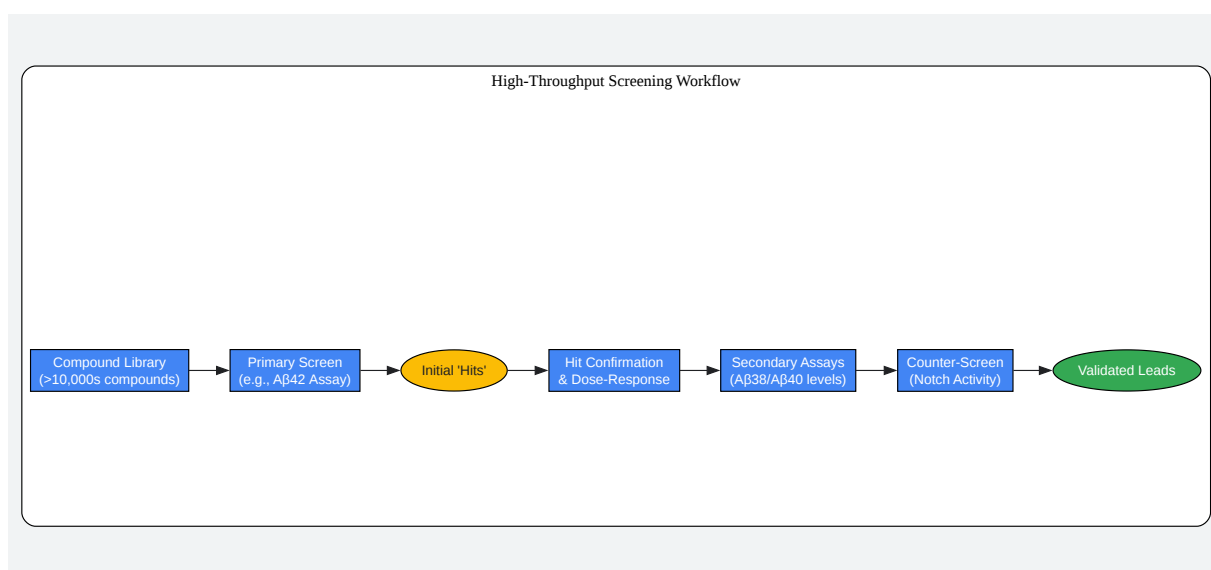 High-Throughput Screening Workflow
Compound Library
(>10,000s compounds)
Primary Screen
(e.g., Aβ42 Assay)
Initial 'Hits'
Hit Confirmation
& Dose-Response
Secondary Assays
(Aβ38/Aβ40 levels)
Counter-Screen
(Notch Activity)
Validated Leads